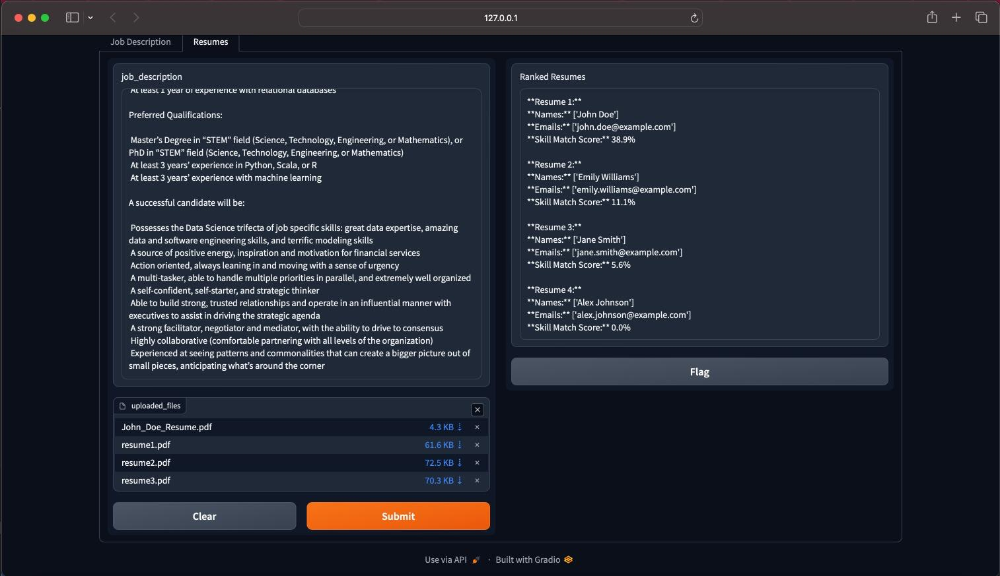 127.0.0.1
Job Description
Resumes
job_description
At least 1 year of experience with relational databases
Preferred Qualifications:
Master’s Degree in “STEM” field (Science, Technology, Engineering, or Mathematics), or
PhD in “STEM” field (Science, Technology, Engineering, or Mathematics)
At least 3 years’ experience in Python, Scala, or R
At least 3 years’ experience with machine learning
A successful candidate will be:
Possesses the Data Science trifecta of job specific skills: great data expertise, amazing
data and software engineering skills, and terrific modeling skills
A source of positive energy, inspiration and motivation for financial services
Action oriented, always leaning in and moving with a sense of urgency
A multi-tasker, able to handle multiple priorities in parallel, and extremely well organized
A self-confident, self-starter, and strategic thinker
Able to build strong, trusted relationships and operate in an influential manner with
executives to assist in driving the strategic agenda
A strong facilitator, negotiator and mediator, with the ability to drive to consensus
Highly collaborative (comfortable partnering with all levels of the organization)
Experienced at seeing patterns and commonalities that can create a bigger picture out of
small pieces, anticipating what’s around the corner
uploaded_files
John_Doe_Resume.pdf 4.3 KB ⇣ ×
resume1.pdf 61.6 KB ⇣ ×
resume2.pdf 72.5 KB ⇣ ×
resume3.pdf 70.3 KB ⇣ ×
Clear
Submit
Ranked Resumes
**Resume 1:**
**Names:** ['John Doe']
**Emails:** ['john.doe@example.com']
**Skill Match Score:** 38.9%
**Resume 2:**
**Names:** ['Emily Williams']
**Emails:** ['emily.williams@example.com']
**Skill Match Score:** 11.1%
**Resume 3:**
**Names:** ['Jane Smith']
**Emails:** ['jane.smith@example.com']
**Skill Match Score:** 5.6%
**Resume 4:**
**Names:** ['Alex Johnson']
**Emails:** ['alex.johnson@example.com']
**Skill Match Score:** 0.0%
Flag
Use via API · Built with Gradio